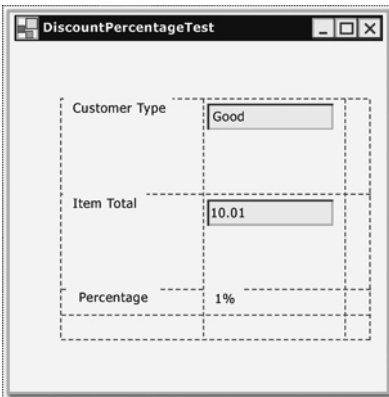 DiscountPercentageTest
Customer Type
Good
Item Total
10.01
Percentage
1%